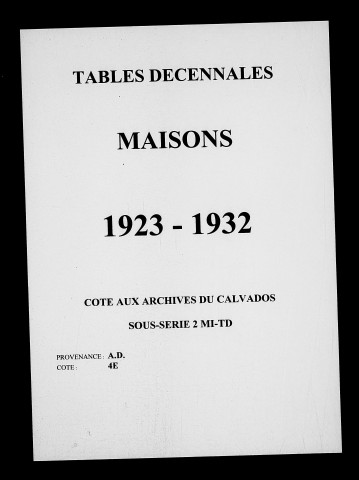 TABLES DECENNALES
MAISONS
1923 - 1932
COTE AUX ARCHIVES DU CALVADOS
SOUS-SERIE 2 MI-TD
PROVENANCE : A.D.
COTE : 4E